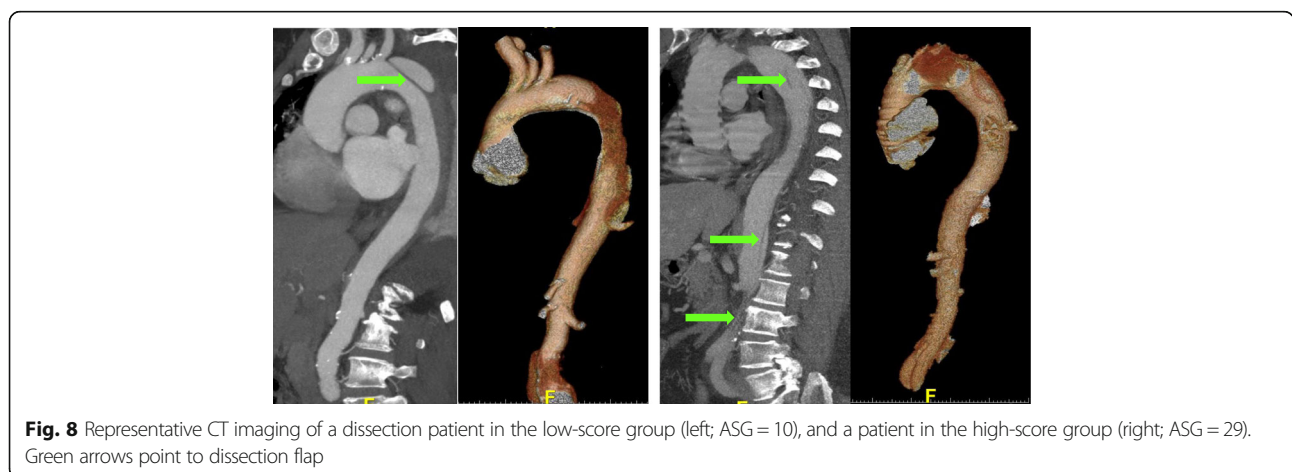 F
F
F
F
Fig. 8 Representative CT imaging of a dissection patient in the low-score group (left; ASG = 10), and a patient in the high-score group (right; ASG = 29).
Green arrows point to dissection flap